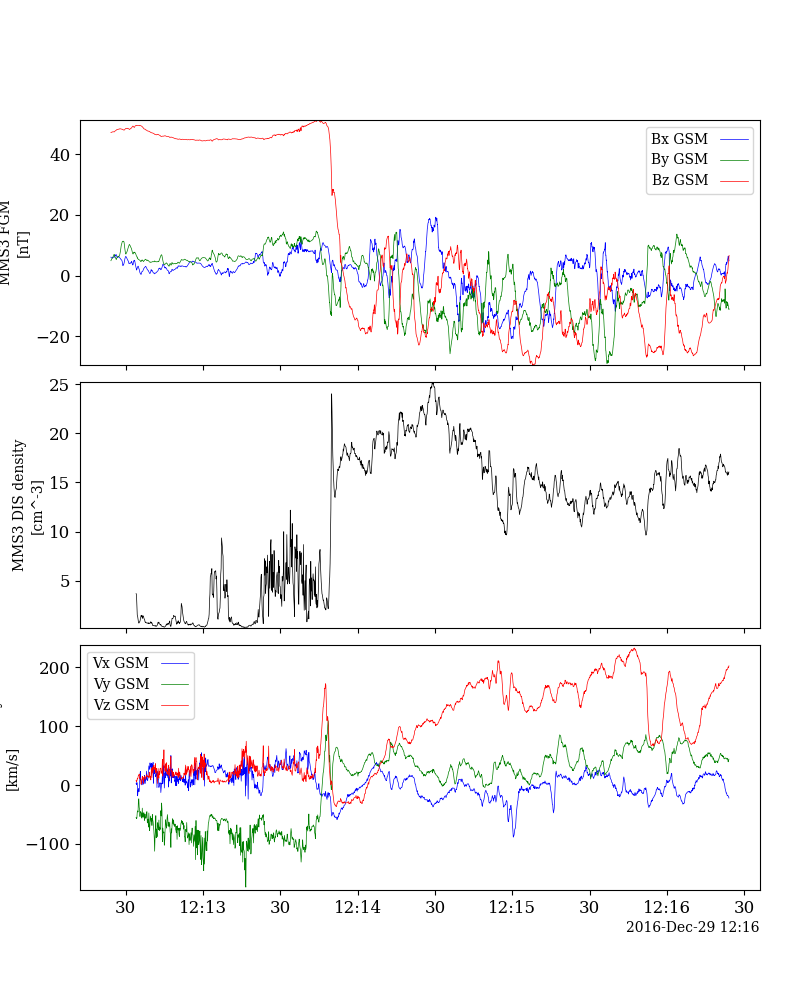 MMS3 FGM
[nT]
40
20
0
−20
Bx GSM
By GSM
Bz GSM
MMS3 DIS density
[cm^-3]
25
20
15
10
5
[km/s]
200
100
0
−100
Vx GSM
Vy GSM
Vz GSM
30 12:13 30 12:14 30 12:15 30 12:16 30
2016-Dec-29 12:16